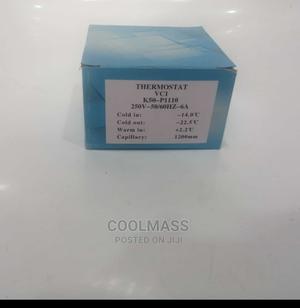 THERMOSTAT
VC1
K50-P1110
250V~50/60HZ~6A
Cold in: -14.0℃
Cold out: -22.5℃
Warm in: +2.2℃
Capillary: 1200mm
COOLMASS
POSTED ON JIJI